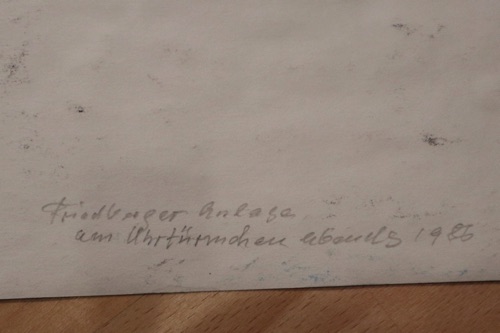 Friedberger Anlage
am Uhrtürmchen abends 1986